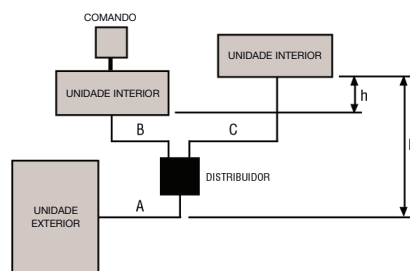 COMANDO
UNIDADE INTERIOR
UNIDADE INTERIOR
h
B
C
DISTRIBUIDOR
A
UNIDADE
EXTERIOR